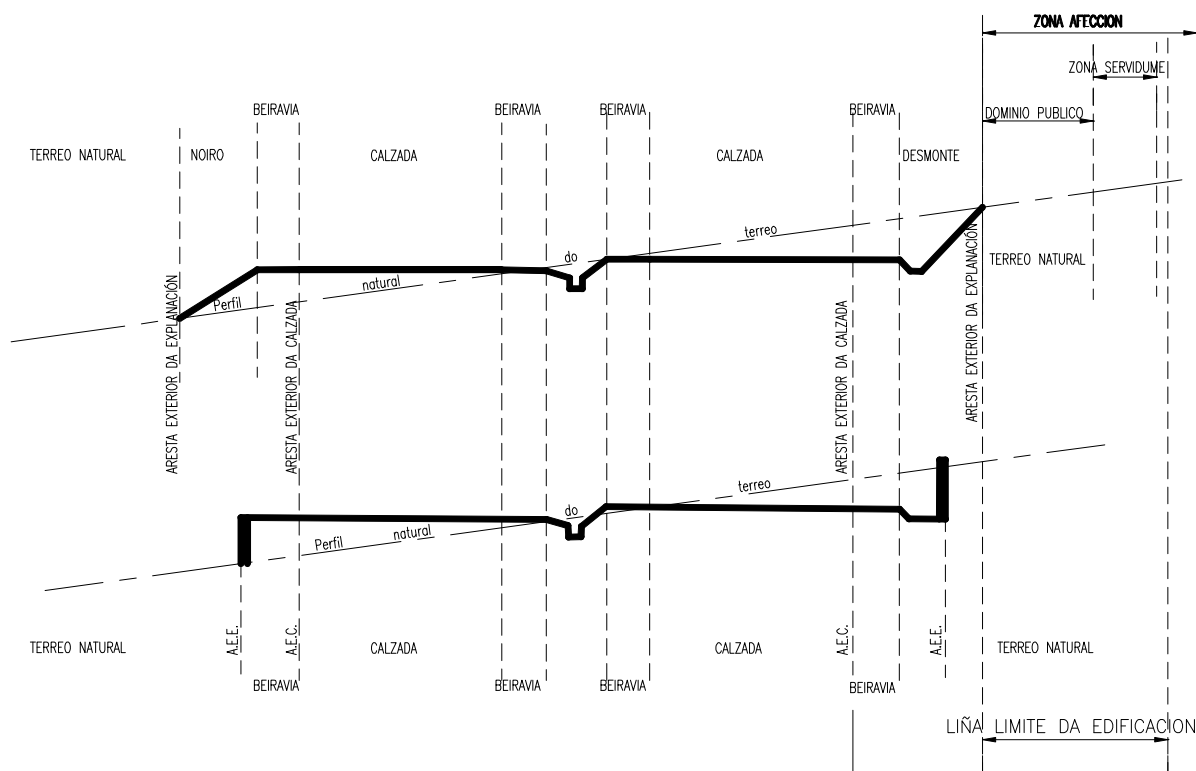 ZONA AFECCION
ZONA SERVIDUME
BEIRAVIA BEIRAVIA BEIRAVIA BEIRAVIA DOMINIO PUBLICO
TERREO NATURAL NOIRO CALZADA CALZADA DESMONTE
Perfil natural do terreo
TERREO NATURAL
ARESTA EXTERIOR DA EXPLANACIÓN
ARESTA EXTERIOR DA CALZADA
ARESTA EXTERIOR DA CALZADA
ARESTA EXTERIOR DA EXPLANACIÓN
Perfil natural do terreo
A.E.E. A.E.C. A.E.C. A.E.E.
TERREO NATURAL CALZADA CALZADA TERREO NATURAL
BEIRAVIA BEIRAVIA BEIRAVIA BEIRAVIA
LIÑA LIMITE DA EDIFICACION